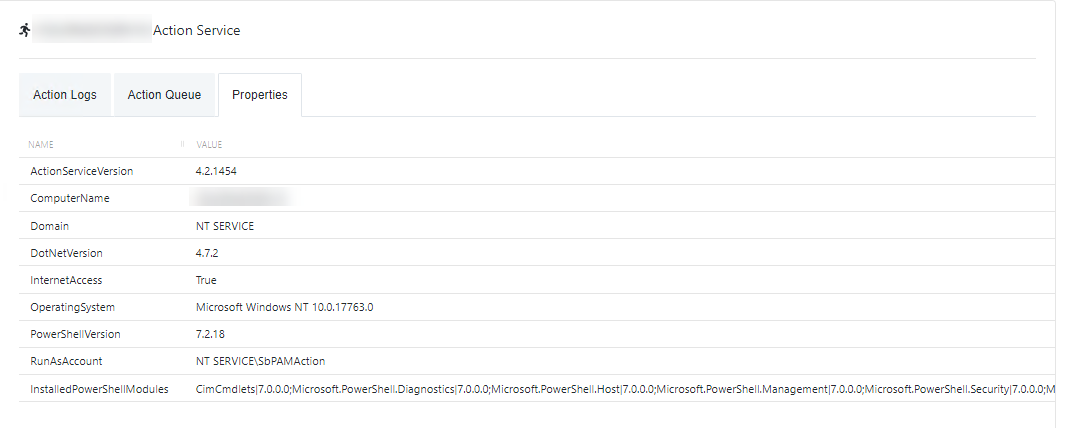 Action Service
Action Logs Action Queue Properties
NAME VALUE
ActionServiceVersion 4.2.1454
ComputerName
Domain NT SERVICE
DotNetVersion 4.7.2
InternetAccess True
OperatingSystem Microsoft Windows NT 10.0.17763.0
PowerShellVersion 7.2.18
RunAsAccount NT SERVICE\SbPAMAction
InstalledPowerShellModules CimCmdlets|7.0.0.0;Microsoft.PowerShell.Diagnostics|7.0.0.0;Microsoft.PowerShell.Host|7.0.0.0;Microsoft.PowerShell.Management|7.0.0.0;Microsoft.PowerShell.Security|7.0.0.0;M